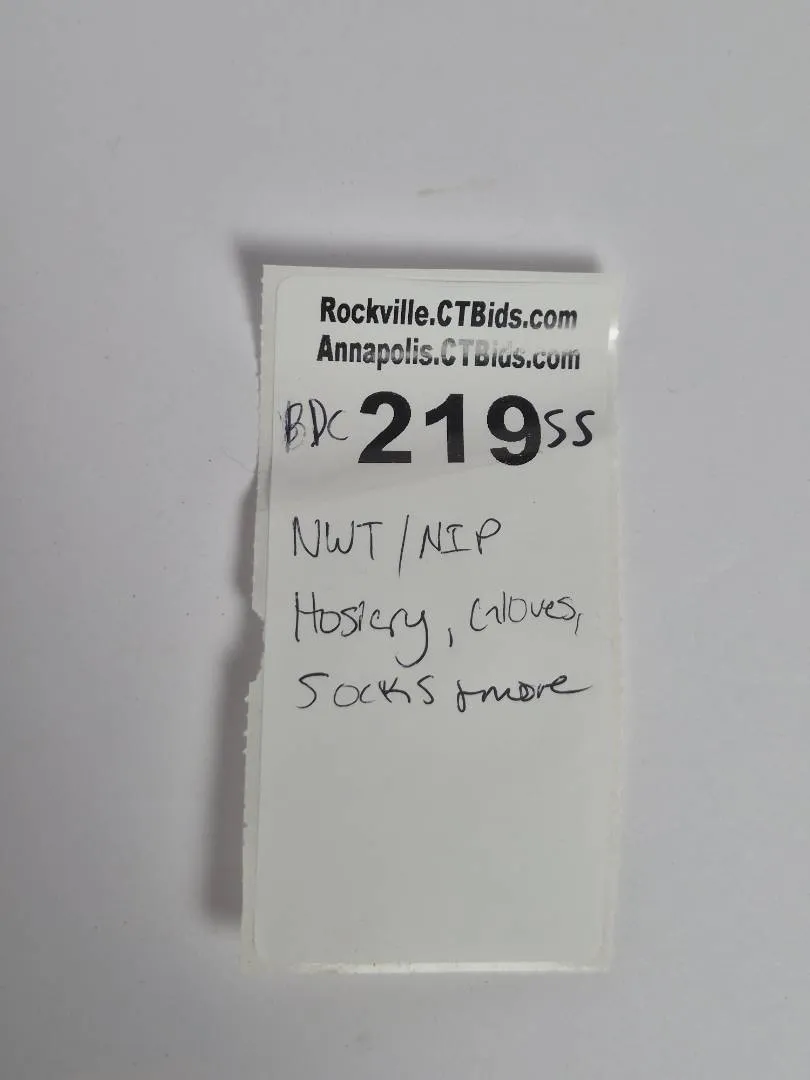 Rockville.CTBids.com
Annapolis.CTBids.com
BDC 219 SS
NWT/NIP
Hosiery, Gloves,
Socks & more